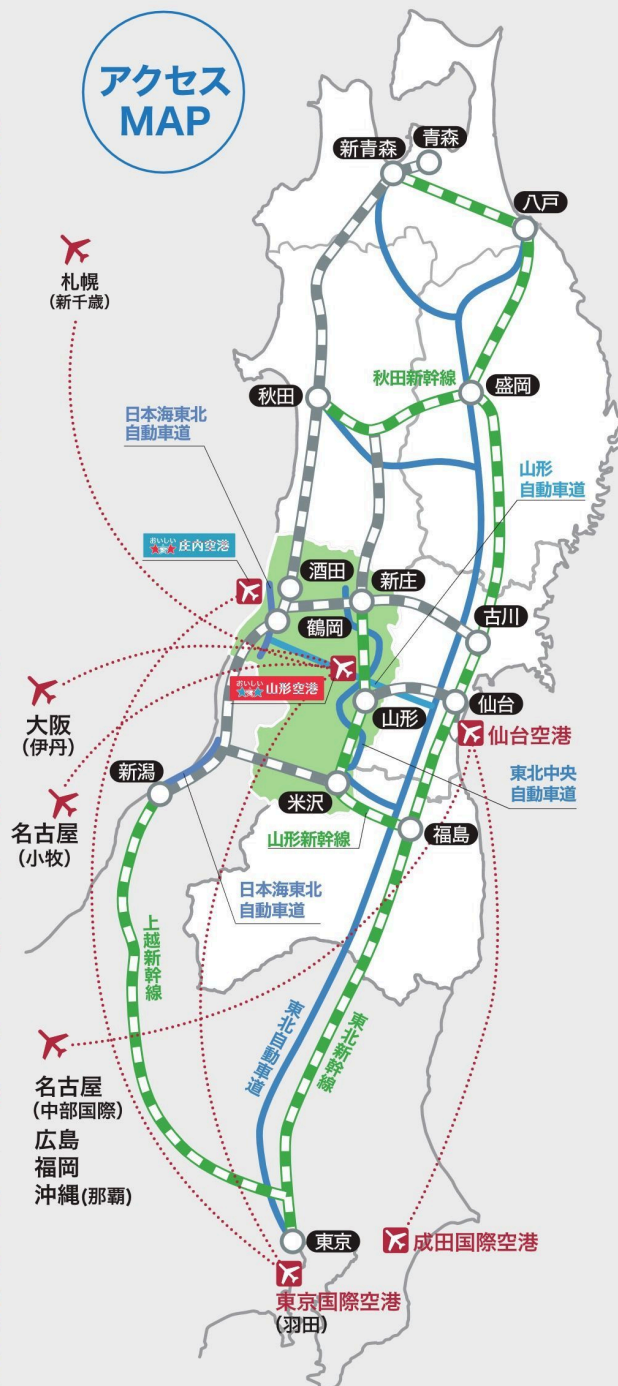 アクセス
MAP
青森
新青森
八戸
札幌
(新千歳)
秋田新幹線
盛岡
秋田
日本海東北
自動車道
山形
自動車道
おいしい
庄内空港
酒田
新庄
鶴岡
古川
おいしい
山形空港
山形
仙台
大阪
(伊丹)
仙台空港
新潟
東北中央
自動車道
米沢
名古屋
(小牧)
山形新幹線
福島
日本海東北
自動車道
上越新幹線
東北自動車道
東北新幹線
名古屋
(中部国際)
広島
福岡
沖縄(那覇)
東京
成田国際空港
東京国際空港
(羽田)